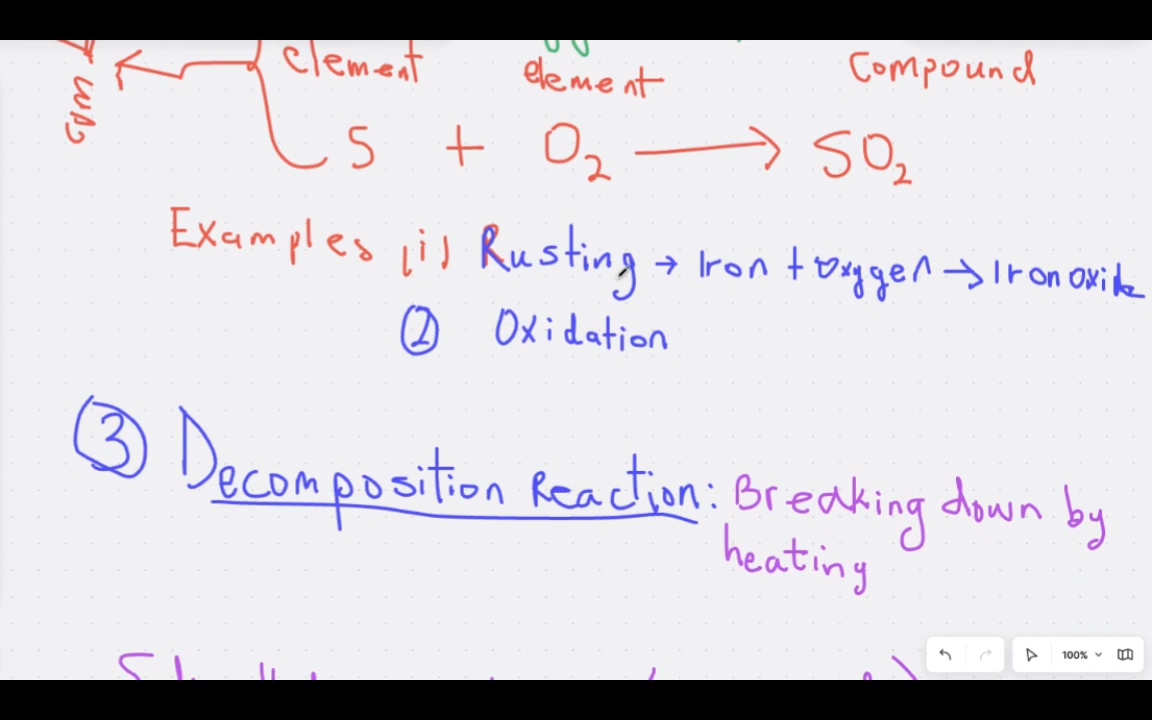 element element Compound
S + O₂ → SO₂
Examples (i) Rusting → Iron + Oxygen → Iron oxide
② Oxidation
③ Decomposition Reaction: Breaking down by
heating
100%